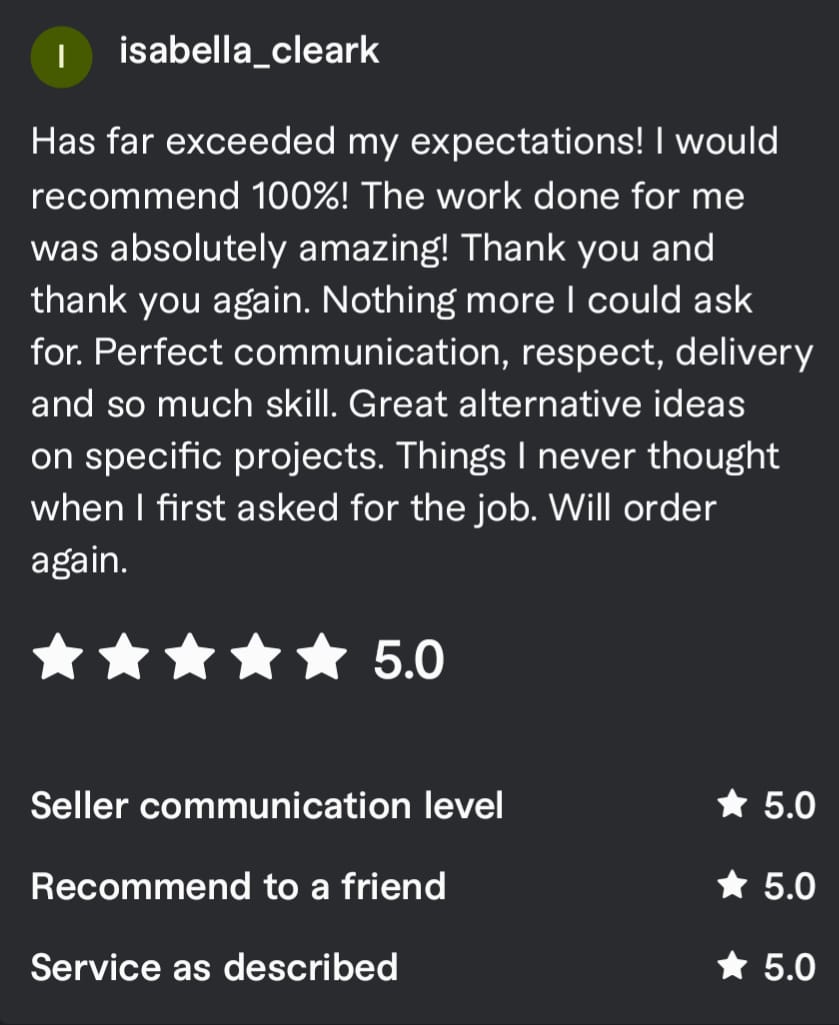 I
isabella_cleark
Has far exceeded my expectations! I would
recommend 100%! The work done for me
was absolutely amazing! Thank you and
thank you again. Nothing more I could ask
for. Perfect communication, respect, delivery
and so much skill. Great alternative ideas
on specific projects. Things I never thought
when I first asked for the job. Will order
again.
5.0
Seller communication level 5.0
Recommend to a friend 5.0
Service as described 5.0